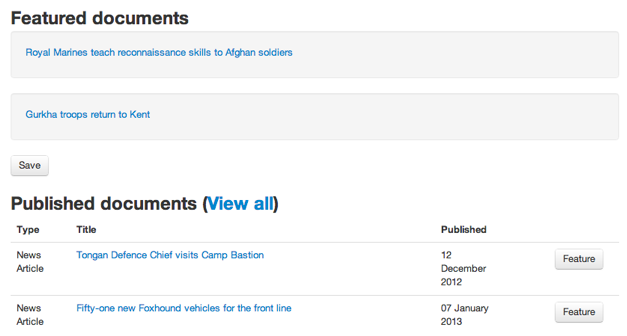 Featured documents
Royal Marines teach reconnaissance skills to Afghan soldiers
Gurkha troops return to Kent
Save
Published documents (View all)
Type Title Published
News Tongan Defence Chief visits Camp Bastion 12 Feature
Article December
2012
News Fifty-one new Foxhound vehicles for the front line 07 January Feature
Article 2013